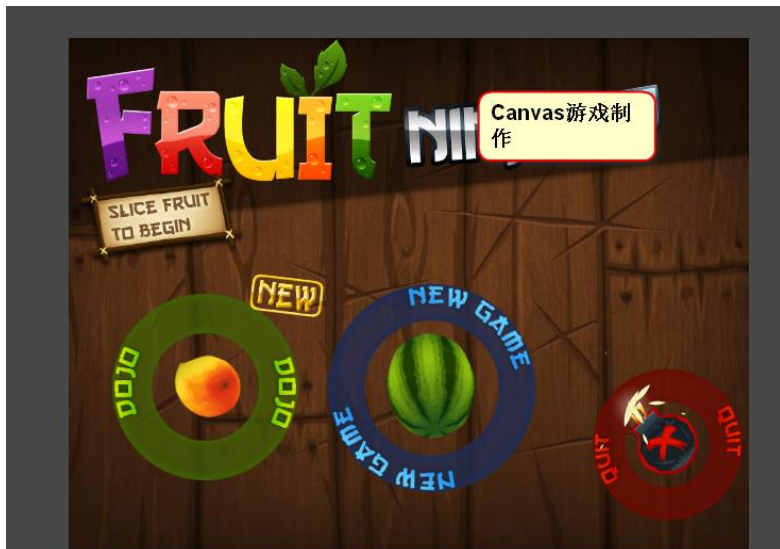 FRUIT
Canvas游戏制
作
SLICE FRUIT
TO BEGIN
NEW
NEW GAME
DOJO
DOJO
NEW GAME
QUIT
QUIT